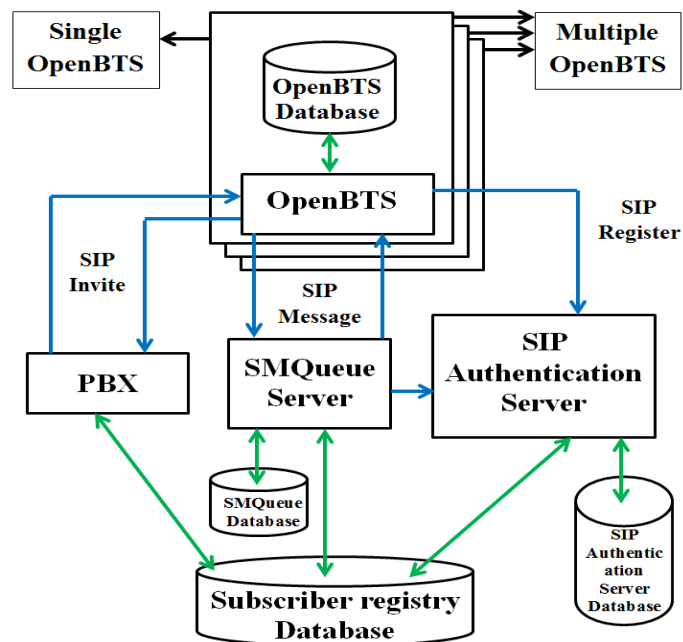 Single
OpenBTS
Multiple
OpenBTS
OpenBTS
Database
OpenBTS
SIP
Register
SIP
Invite
SIP
Message
PBX
SMQueue
Server
SIP
Authentication
Server
SMQueue
Database
SIP
Authentic
ation
Server
Database
Subscriber registry
Database